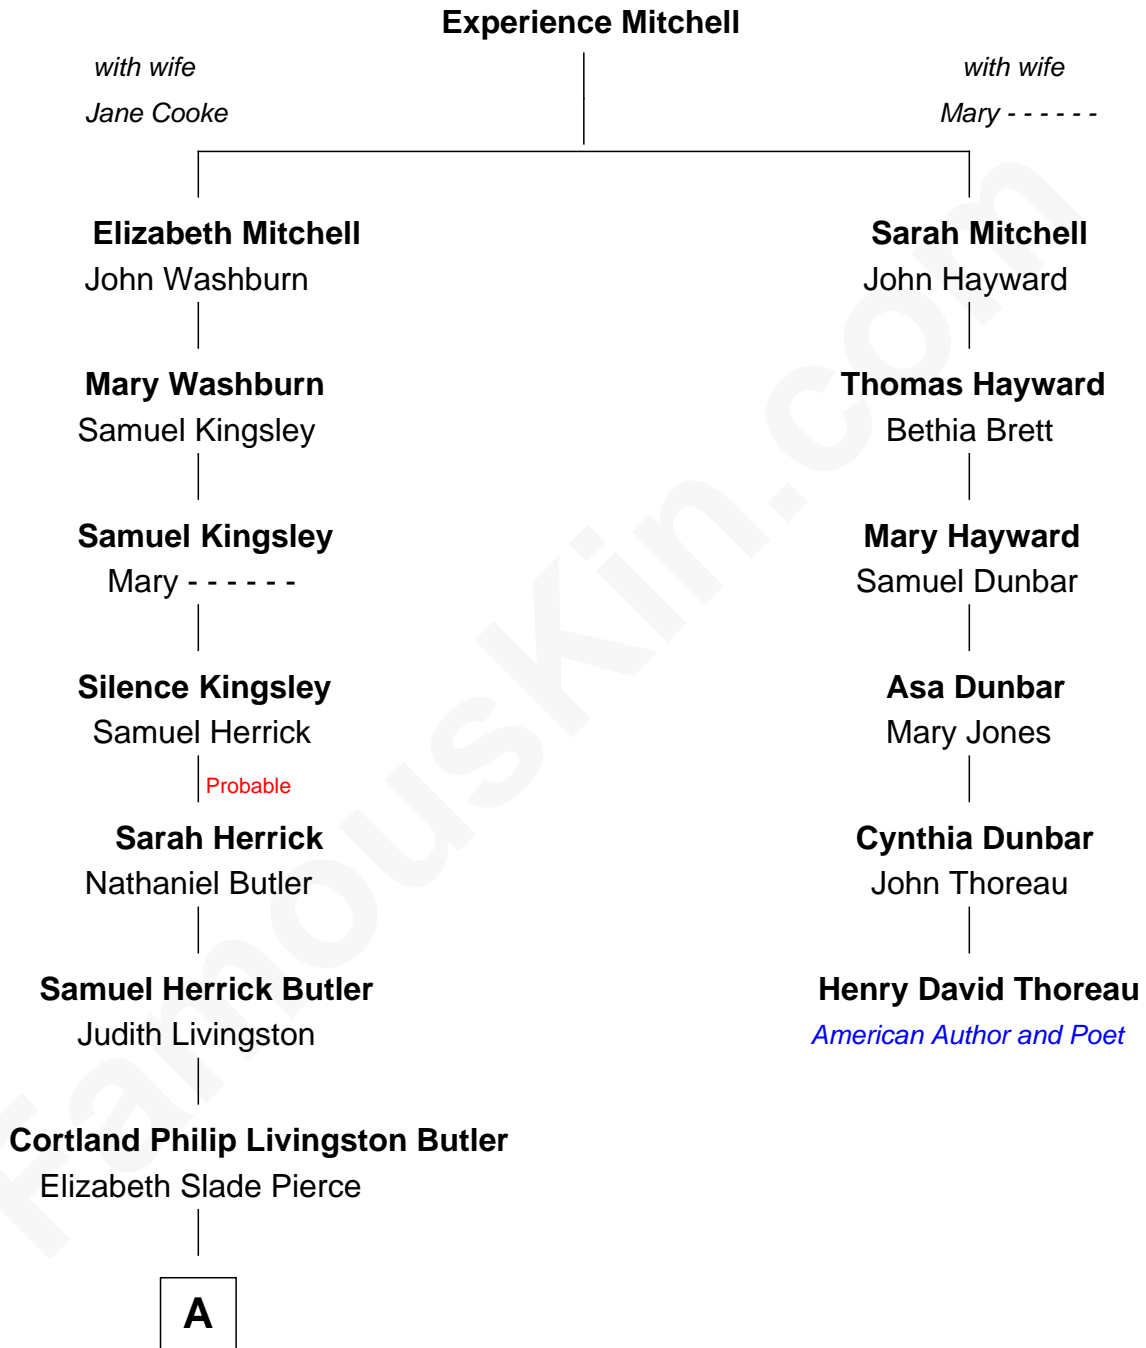 Experience Mitchell
with wife
Jane Cooke
with wife
Mary - - - - - -
Elizabeth Mitchell
John Washburn
Sarah Mitchell
John Hayward
Mary Washburn
Samuel Kingsley
Thomas Hayward
Bethia Brett
Samuel Kingsley
Mary - - - - - -
Mary Hayward
Samuel Dunbar
Silence Kingsley
Samuel Herrick
Asa Dunbar
Mary Jones
Probable
Sarah Herrick
Nathaniel Butler
Cynthia Dunbar
John Thoreau
Samuel Herrick Butler
Judith Livingston
Henry David Thoreau
American Author and Poet
Cortland Philip Livingston Butler
Elizabeth Slade Pierce
A
FamousKin.com